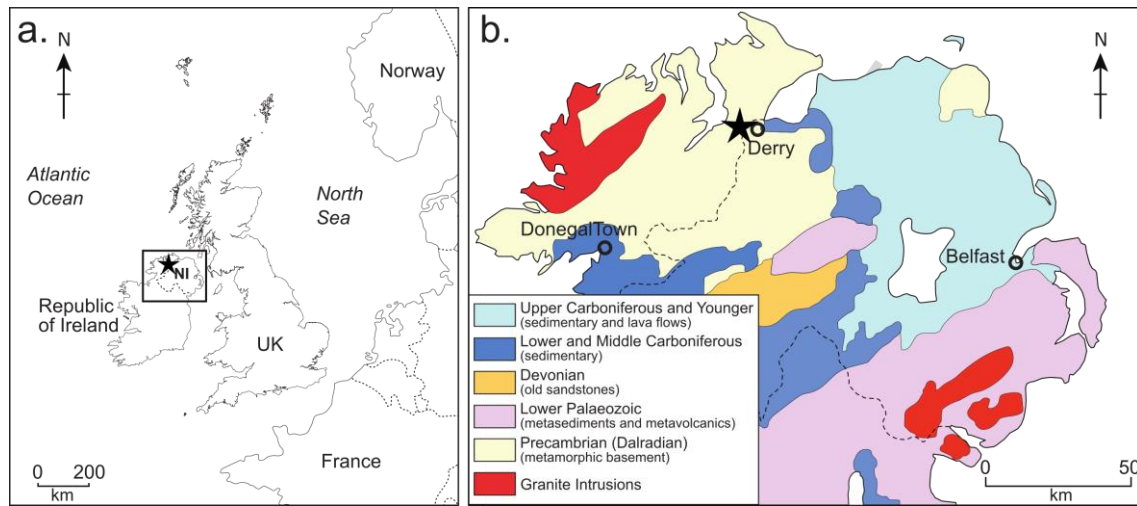 a.
N
Norway
Atlantic
Ocean
North
Sea
NI
Republic
of Ireland
UK
France
0 200
km
b.
N
Derry
DonegalTown
Belfast
Upper Carboniferous and Younger
(sedimentary and lava flows)
Lower and Middle Carboniferous
(sedimentary)
Devonian
(old sandstones)
Lower Palaeozoic
(metasediments and metavolcanics)
Precambrian (Dalradian)
(metamorphic basement)
Granite Intrusions
0 50
km